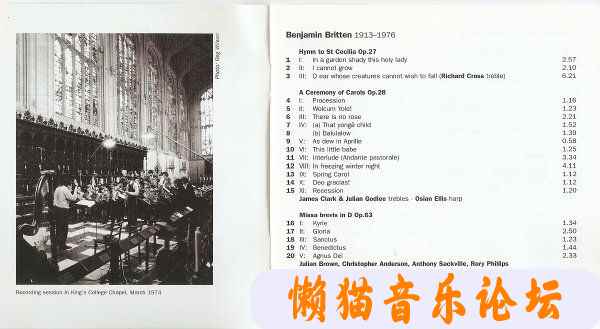 Photo: Reg Wilson
Recording session in King's College Chapel, March 1974
Benjamin Britten 1913–1976
Hymn to St Cecilia Op.27
1 I: In a garden shady this holy lady 2.57
2 II: I cannot grow 2.10
3 III: O ear whose creatures cannot wish to fall (Richard Cross treble) 6.21
A Ceremony of Carols Op.28
4 I: Procession 1.16
5 II: Wolcum Yole! 1.23
6 III: There is no rose 2.21
7 IV: (a) That yongë child 1.52
8 (b) Balulalow 1.39
9 V: As dew in Aprille 0.58
10 VI: This little babe 1.25
11 VII: Interlude (Andante pastorale) 3.34
12 VIII: In freezing winter night 4.11
13 IX: Spring Carol 1.12
14 X: Deo gracias! 1.12
15 XI: Recession 1.20
James Clark & Julian Godlee trebles · Osian Ellis harp
Missa brevis in D Op.63
16 I: Kyrie 1.34
17 II: Gloria 2.50
18 III: Sanctus 1.23
19 IV: Benedictus 1.44
20 V: Agnus Dei 2.33
Julian Brown, Christopher Anderson, Anthony Sackville, Rory Phillips
懒猫音乐论坛